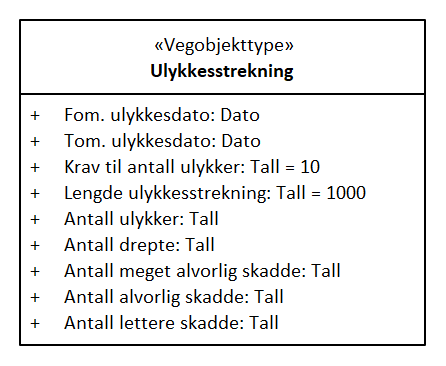 «Vegobjekttype»
Ulykkesstrekning
+ Fom. ulykkesdato: Dato
+ Tom. ulykkesdato: Dato
+ Krav til antall ulykker: Tall = 10
+ Lengde ulykkesstrekning: Tall = 1000
+ Antall ulykker: Tall
+ Antall drepte: Tall
+ Antall meget alvorlig skadde: Tall
+ Antall alvorlig skadde: Tall
+ Antall lettere skadde: Tall